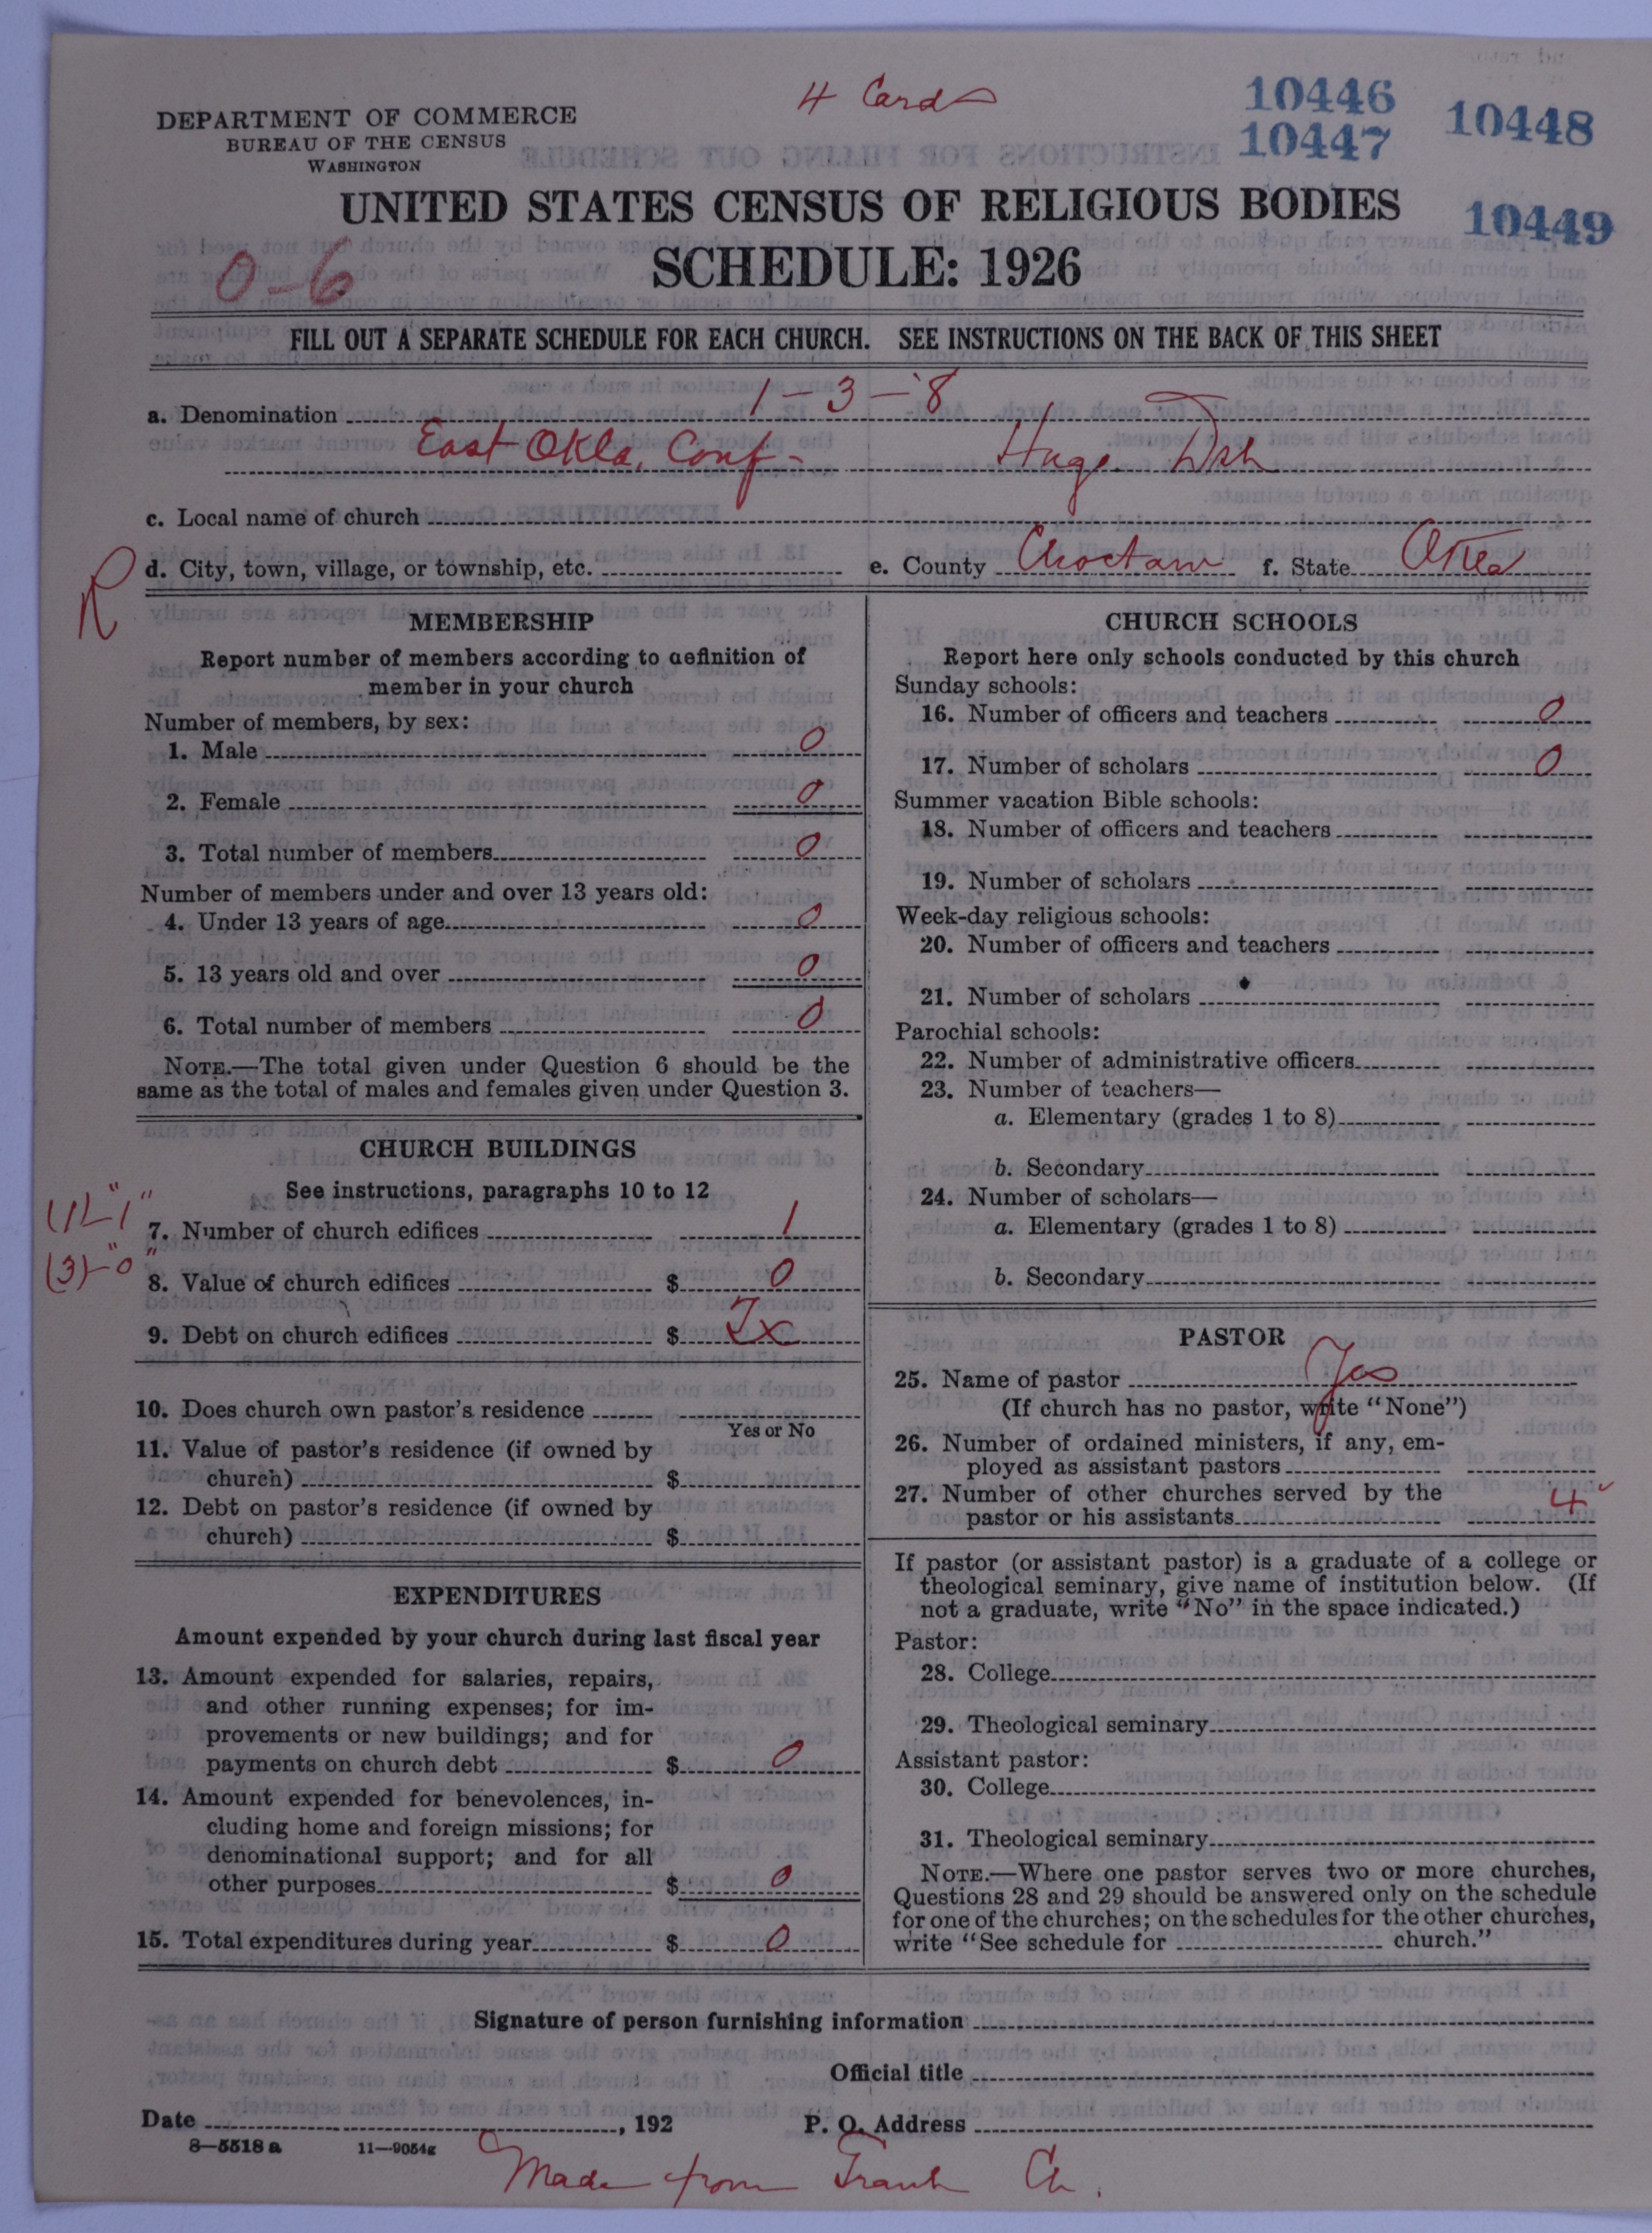 4 Cards
10446
10447
10448
10449
DEPARTMENT OF COMMERCE
BUREAU OF THE CENSUS
WASHINGTON
UNITED STATES CENSUS OF RELIGIOUS BODIES
SCHEDULE: 1926
0-6
FILL OUT A SEPARATE SCHEDULE FOR EACH CHURCH. SEE INSTRUCTIONS ON THE BACK OF THIS SHEET
a. Denomination 1-3-8
East Okla. Conf- Hugo
c. Local name of church
R
d. City, town, village, or township, etc. e. County Choctaw f. State Okla
MEMBERSHIP
Report number of members according to definition of
member in your church
Number of members, by sex:
1. Male 0
2. Female 0
3. Total number of members 0
Number of members under and over 13 years old:
4. Under 13 years of age 0
5. 13 years old and over 0
6. Total number of members 0
NOTE.—The total given under Question 6 should be the
same as the total of males and females given under Question 3.
CHURCH BUILDINGS
See instructions, paragraphs 10 to 12
(1)-"1"
7. Number of church edifices 1
(3)-"0"
8. Value of church edifices $ 0
9. Debt on church edifices $
10. Does church own pastor's residence
Yes or No
11. Value of pastor's residence (if owned by
church) $
12. Debt on pastor's residence (if owned by
church) $
EXPENDITURES
Amount expended by your church during last fiscal year
13. Amount expended for salaries, repairs,
and other running expenses; for im-
provements or new buildings; and for
payments on church debt $ 0
14. Amount expended for benevolences, in-
cluding home and foreign missions; for
denominational support; and for all
other purposes $ 0
15. Total expenditures during year $ 0
CHURCH SCHOOLS
Report here only schools conducted by this church
Sunday schools:
16. Number of officers and teachers 0
17. Number of scholars 0
Summer vacation Bible schools:
18. Number of officers and teachers
19. Number of scholars
Week-day religious schools:
20. Number of officers and teachers
21. Number of scholars
Parochial schools:
22. Number of administrative officers
23. Number of teachers—
a. Elementary (grades 1 to 8)
b. Secondary
24. Number of scholars—
a. Elementary (grades 1 to 8)
b. Secondary
PASTOR
25. Name of pastor Yes
(If church has no pastor, write "None")
26. Number of ordained ministers, if any, em-
ployed as assistant pastors
27. Number of other churches served by the
pastor or his assistants 4
If pastor (or assistant pastor) is a graduate of a college or
theological seminary, give name of institution below. (If
not a graduate, write "No" in the space indicated.)
Pastor:
28. College
29. Theological seminary
Assistant pastor:
30. College
31. Theological seminary
NOTE.—Where one pastor serves two or more churches,
Questions 28 and 29 should be answered only on the schedule
for one of the churches; on the schedules for the other churches,
write "See schedule for church."
Signature of person furnishing information
Official title
Date , 192 P. O. Address
8—5518 a 11—9054g
Made from Ch.